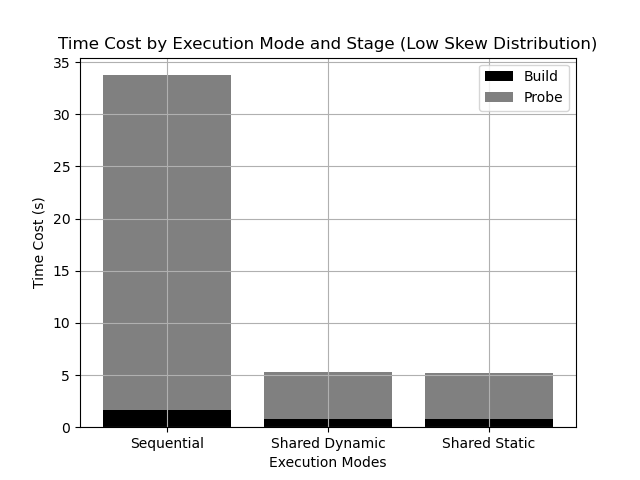 Time Cost by Execution Mode and Stage (Low Skew Distribution)
Build
Probe
35
30
25
20
15
10
5
0
Time Cost (s)
Sequential
Shared Dynamic
Shared Static
Execution Modes